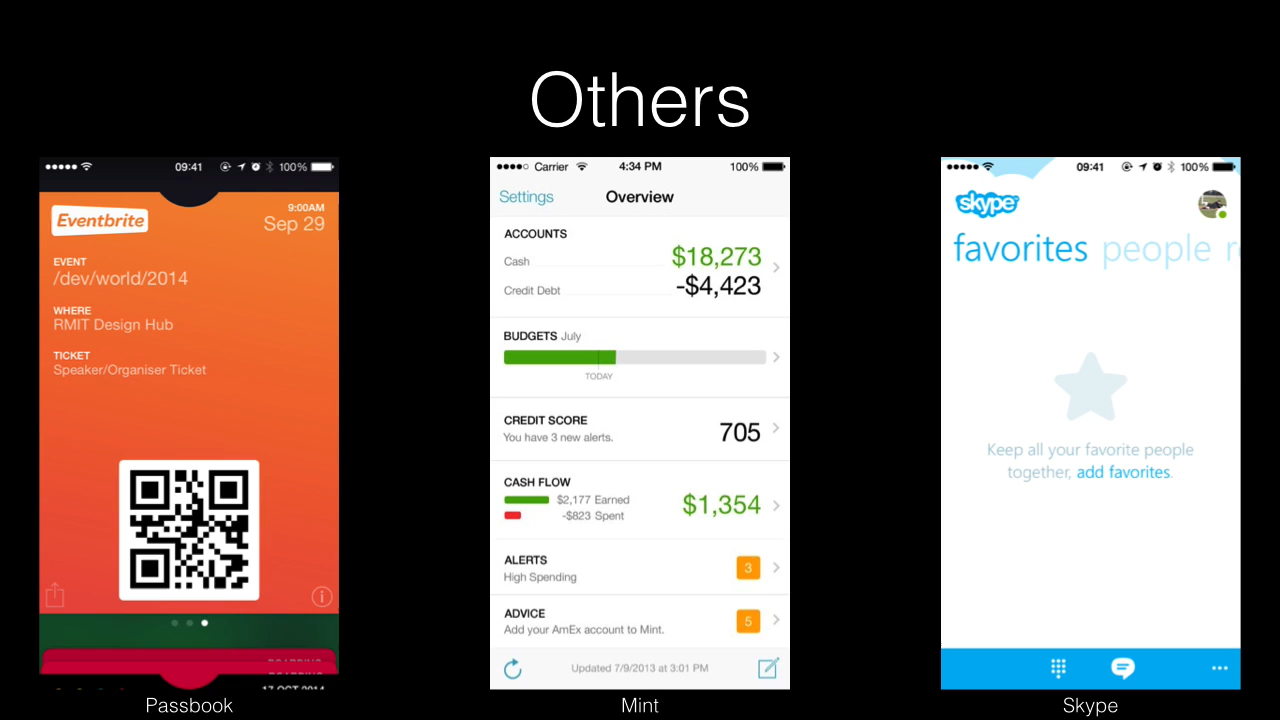 Others
09:41 100%
Eventbrite
9:00AM
Sep 29
EVENT
/dev/world/2014
WHERE
RMIT Design Hub
TICKET
Speaker/Organiser Ticket
17 OCT 2014
Passbook
Carrier 4:34 PM 100%
Settings Overview
ACCOUNTS
Cash $18,273
Credit Debt -$4,423
BUDGETS July
TODAY
CREDIT SCORE
You have 3 new alerts. 705
CASH FLOW
$2,177 Earned
-$823 Spent
$1,354
ALERTS
High Spending
3
ADVICE
Add your AmEx account to Mint.
5
Updated 7/9/2013 at 3:01 PM
Mint
09:41 100%
skype
favorites people r
Keep all your favorite people
together, add favorites.
Skype